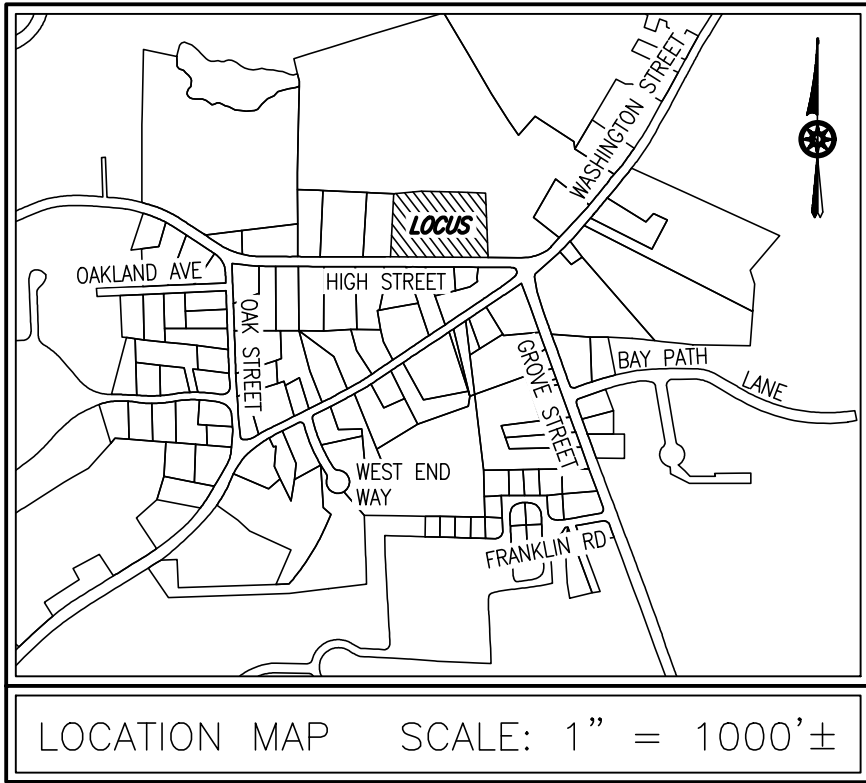 WASHINGTON STREET
LOCUS
OAKLAND AVE
HIGH STREET
OAK STREET
GROVE STREET
BAY PATH
LANE
WEST END
WAY
FRANKLIN RD
LOCATION MAP SCALE: 1" = 1000'±